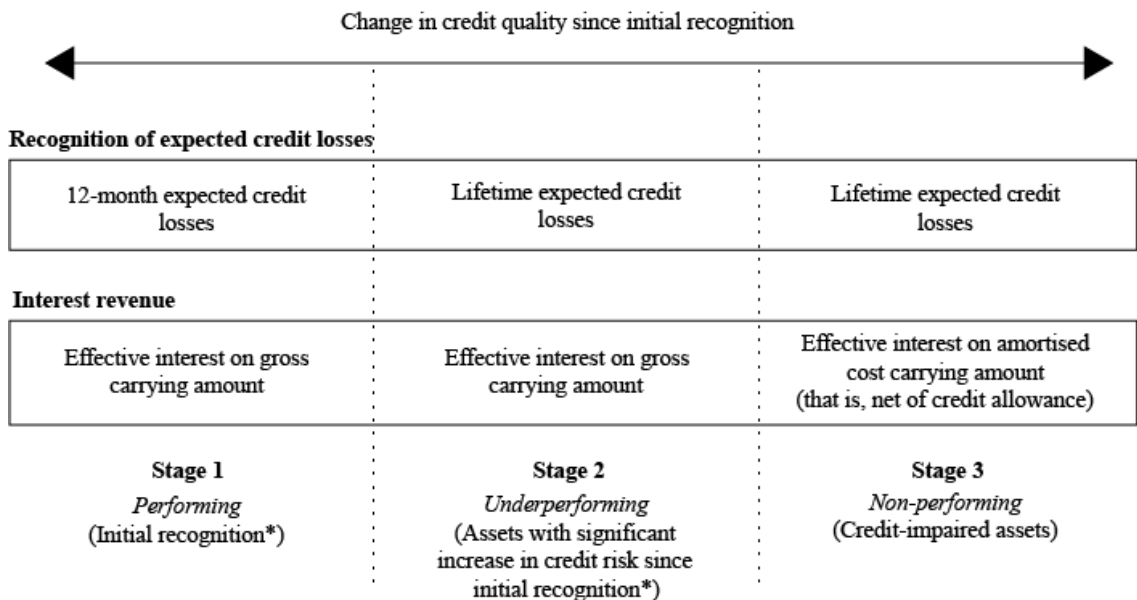 Change in credit quality since initial recognition
Recognition of expected credit losses
12-month expected credit
losses
Lifetime expected credit
losses
Lifetime expected credit
losses
Interest revenue
Effective interest on gross
carrying amount
Effective interest on gross
carrying amount
Effective interest on amortised
cost carrying amount
(that is, net of credit allowance)
Stage 1
Performing
(Initial recognition*)
Stage 2
Underperforming
(Assets with significant
increase in credit risk since
initial recognition*)
Stage 3
Non-performing
(Credit-impaired assets)